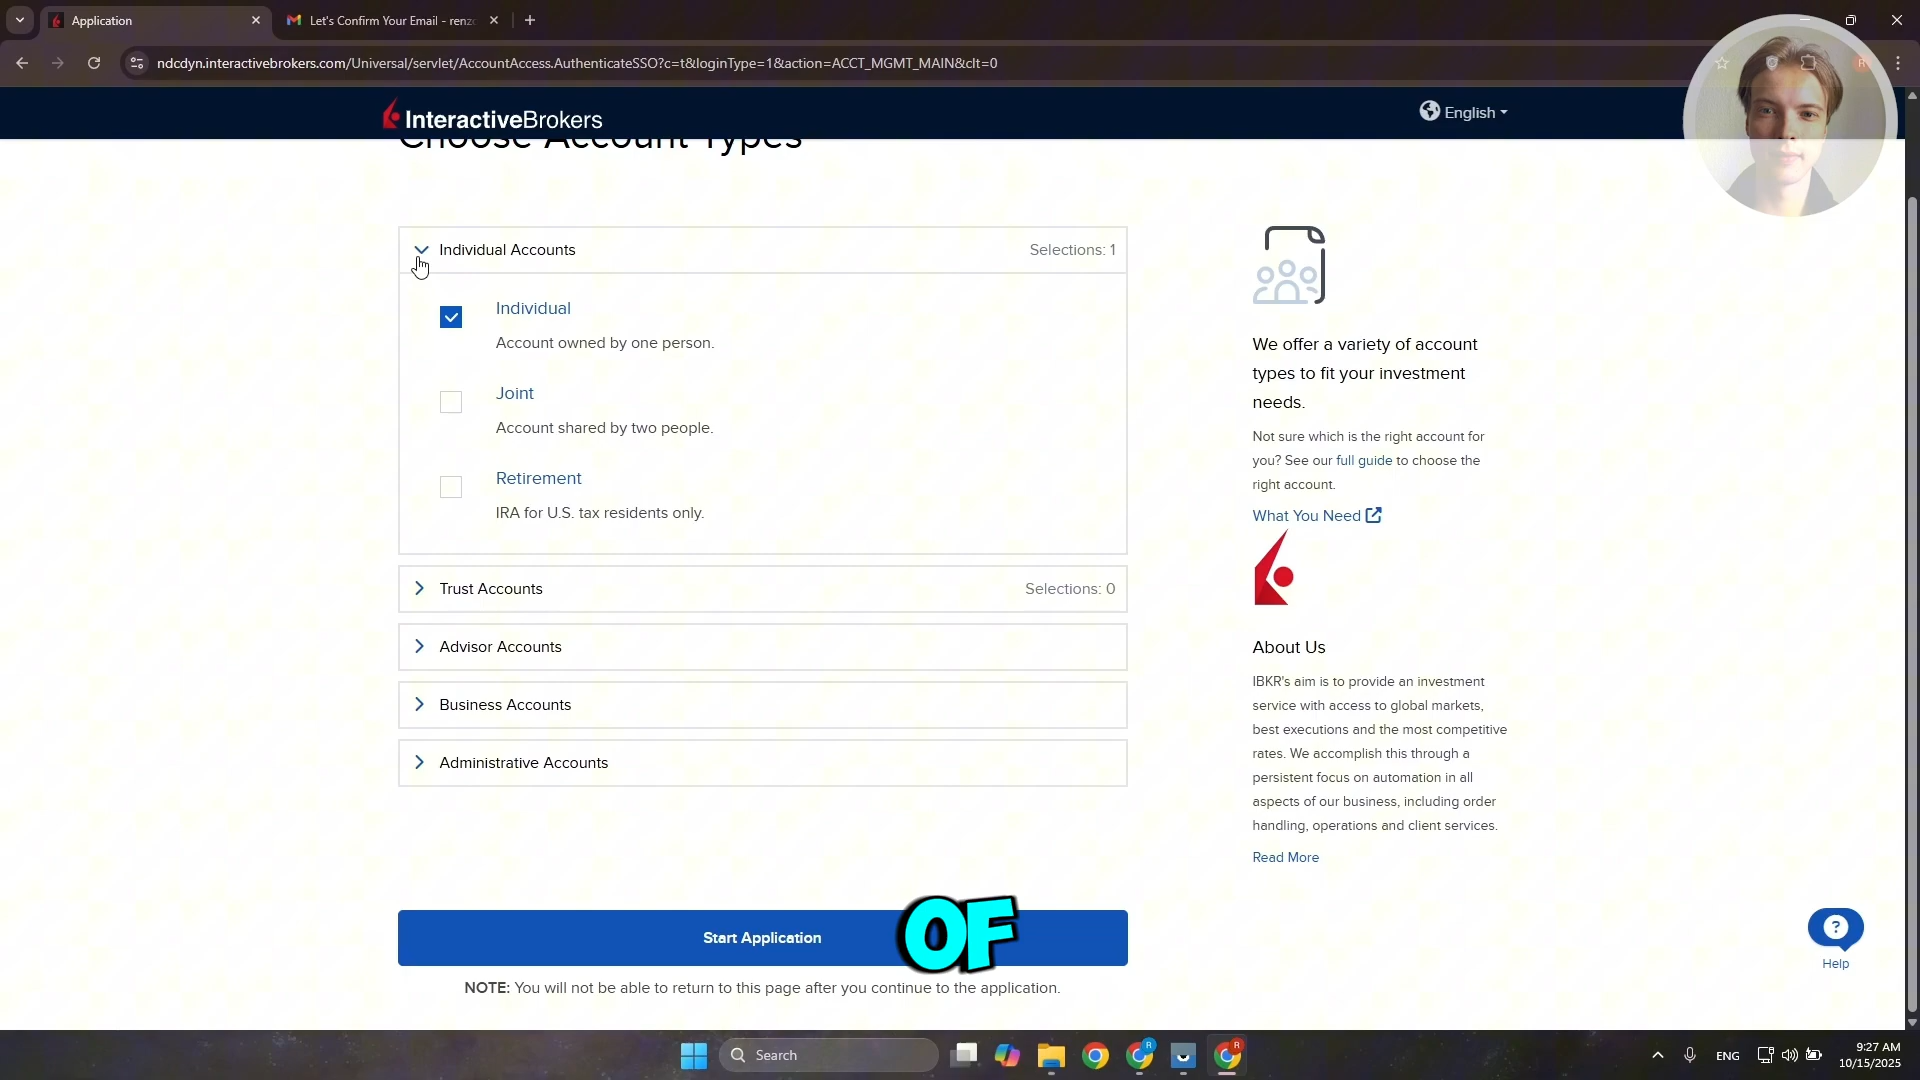 Application
Let's Confirm Your Email - renz
ndcdyn.interactivebrokers.com/Universal/servlet/AccountAccess.AuthenticateSSO?c=t&loginType=1&action=ACCT_MGMT_MAIN&clt=0
R
InteractiveBrokers
English
Choose Account Types
Individual Accounts
Selections: 1
Individual
Account owned by one person.
Joint
Account shared by two people.
Retirement
IRA for U.S. tax residents only.
Trust Accounts
Selections: 0
Advisor Accounts
Business Accounts
Administrative Accounts
We offer a variety of account
types to fit your investment
needs.
Not sure which is the right account for
you? See our full guide to choose the
right account.
What You Need
About Us
IBKR's aim is to provide an investment
service with access to global markets,
best executions and the most competitive
rates. We accomplish this through a
persistent focus on automation in all
aspects of our business, including order
handling, operations and client services.
Read More
Start Application
OF
NOTE: You will not be able to return to this page after you continue to the application.
?
Help
Search
R
R
ENG
9:27 AM
10/15/2025